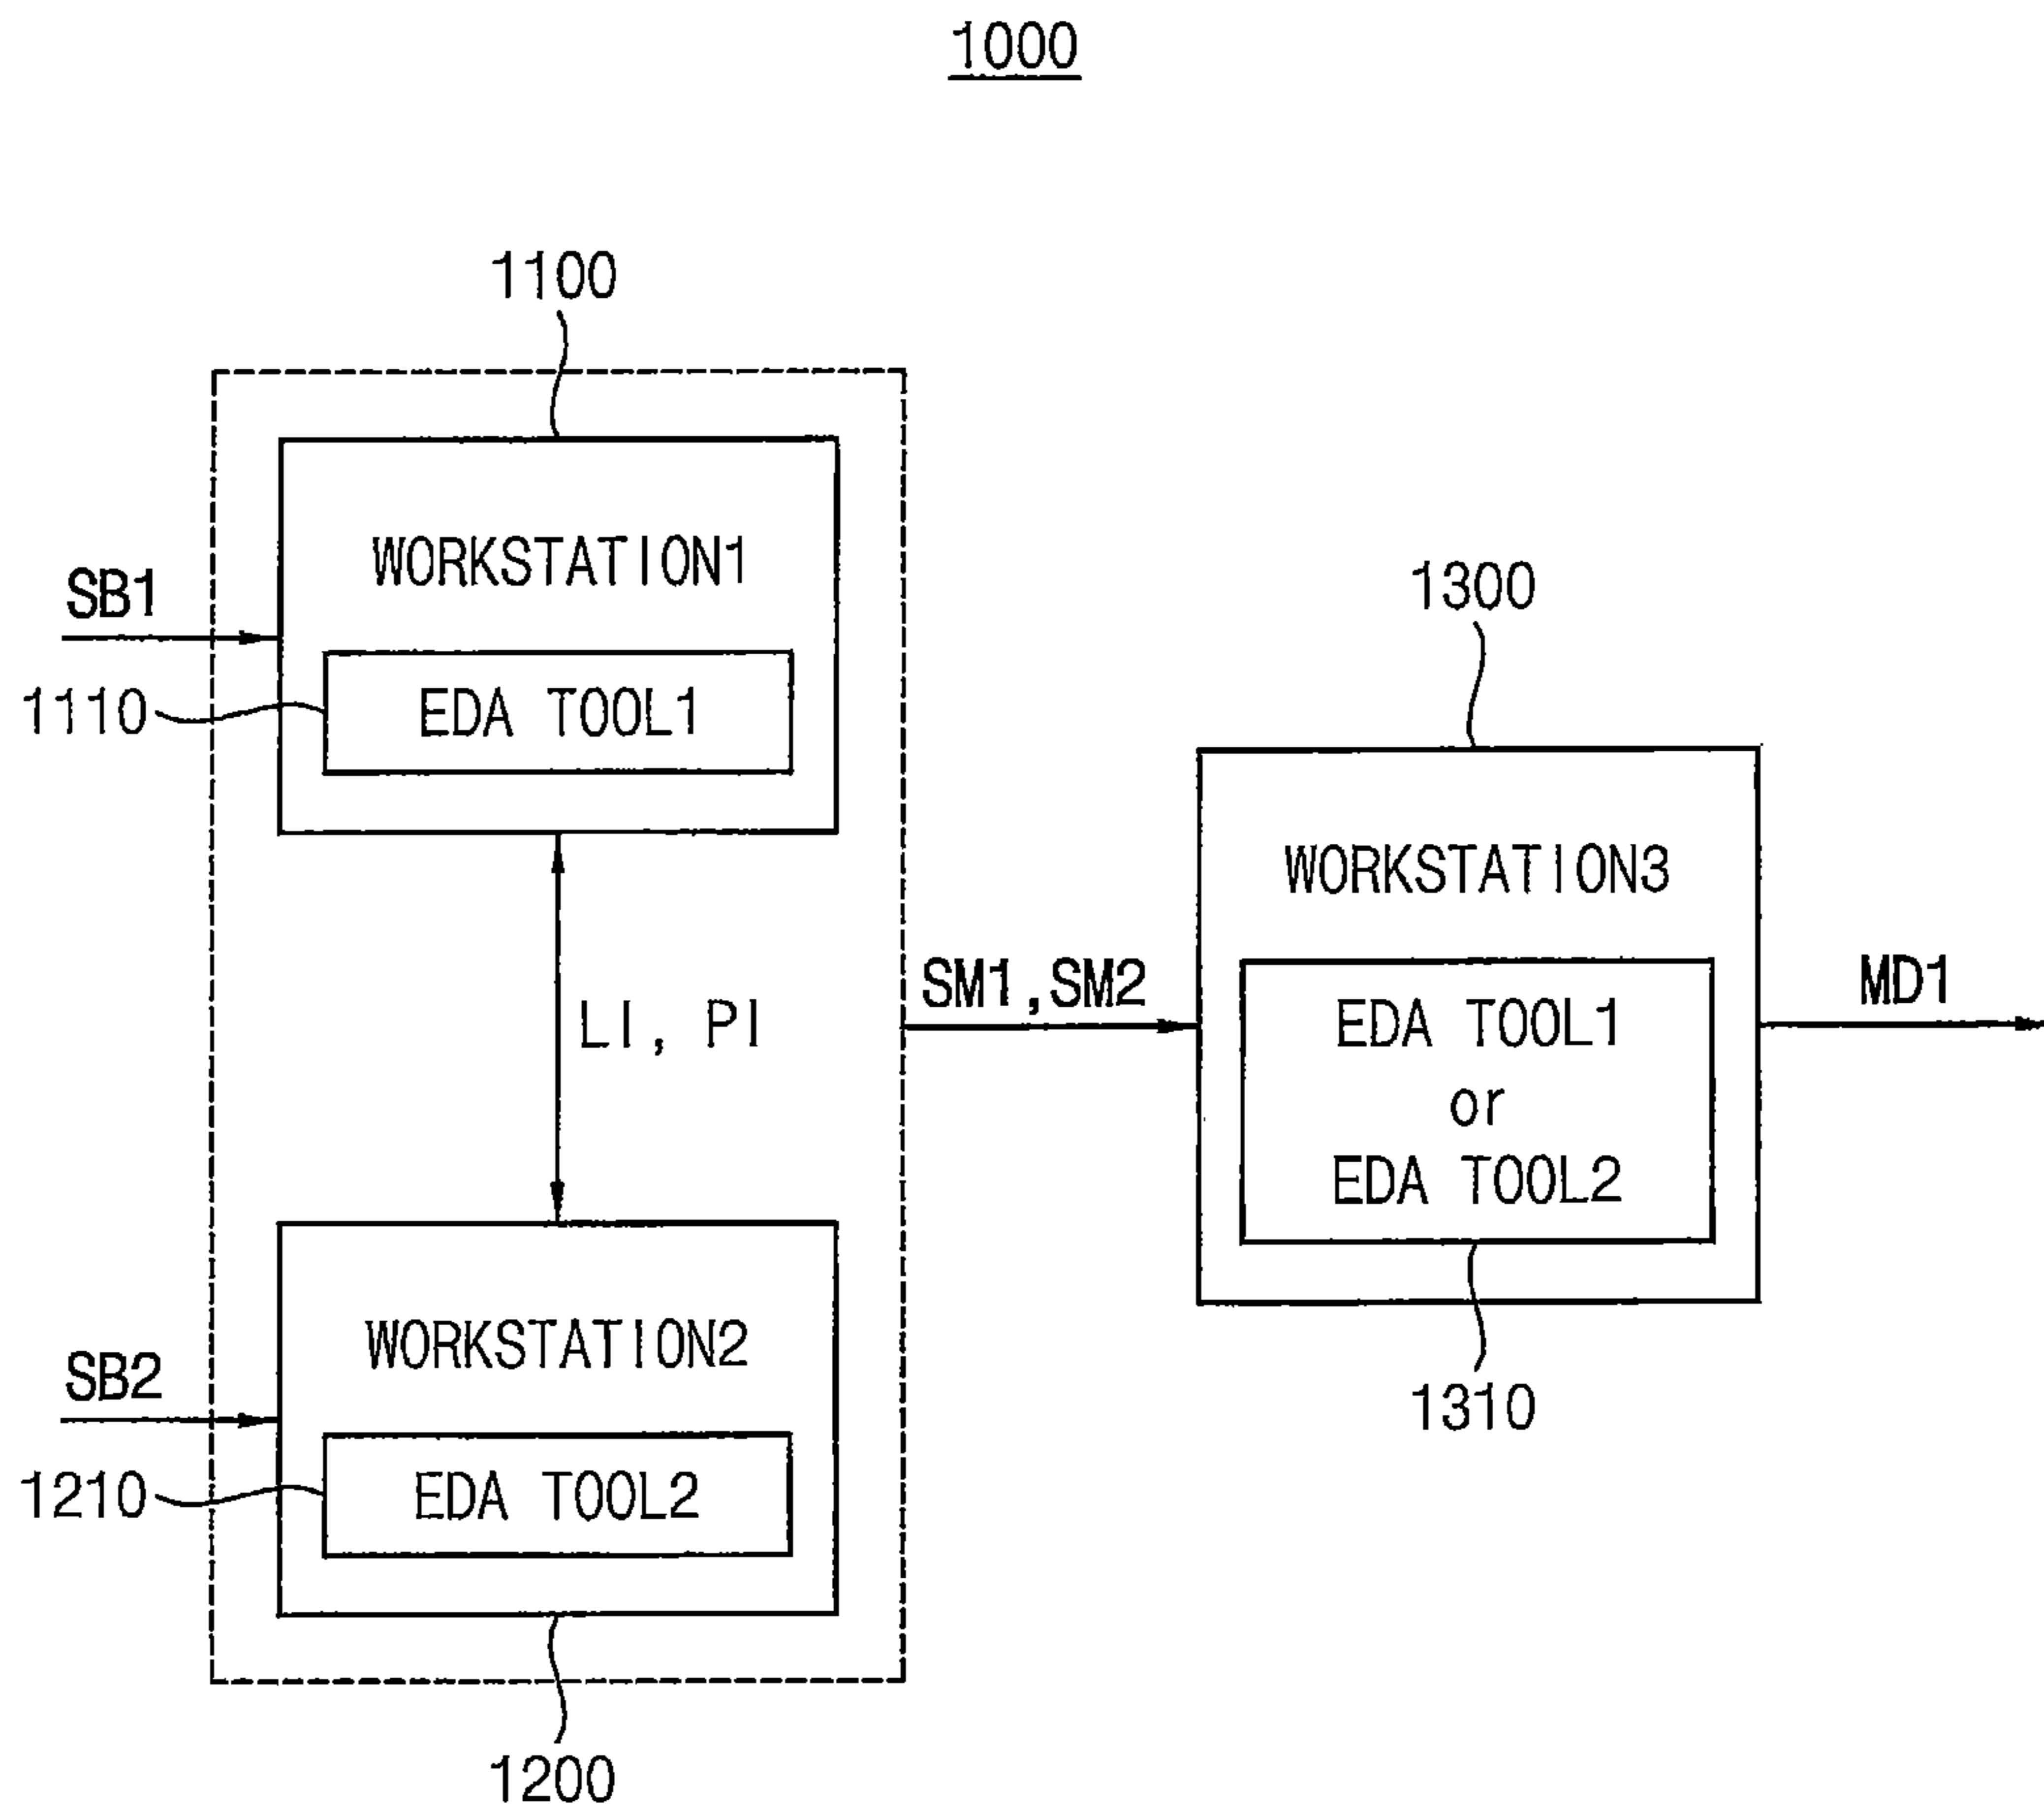 1000
1100
WORKSTATION1
SB1
1110
EDA TOOL1
1300
WORKSTATION3
LI, PI
SM1,SM2
EDA TOOL1
or
EDA TOOL2
MD1
WORKSTATION2
SB2
1310
1210
EDA TOOL2
1200